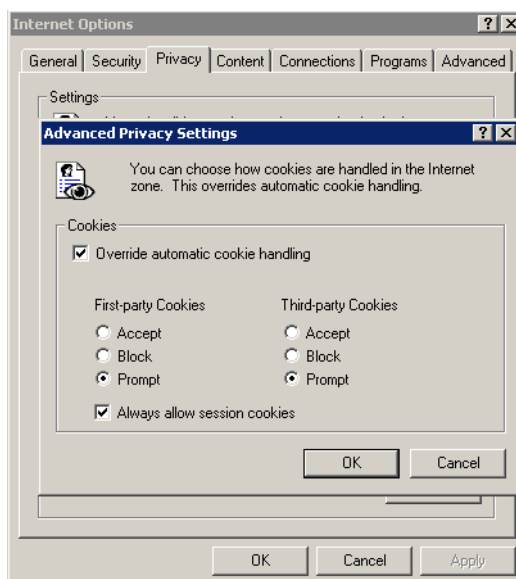 Internet Options
General Security Privacy Content Connections Programs Advanced
Settings
Advanced Privacy Settings
You can choose how cookies are handled in the Internet
zone. This overrides automatic cookie handling.
Cookies
Override automatic cookie handling
First-party Cookies Third-party Cookies
Accept Accept
Block Block
Prompt Prompt
Always allow session cookies
OK Cancel
OK Cancel Apply